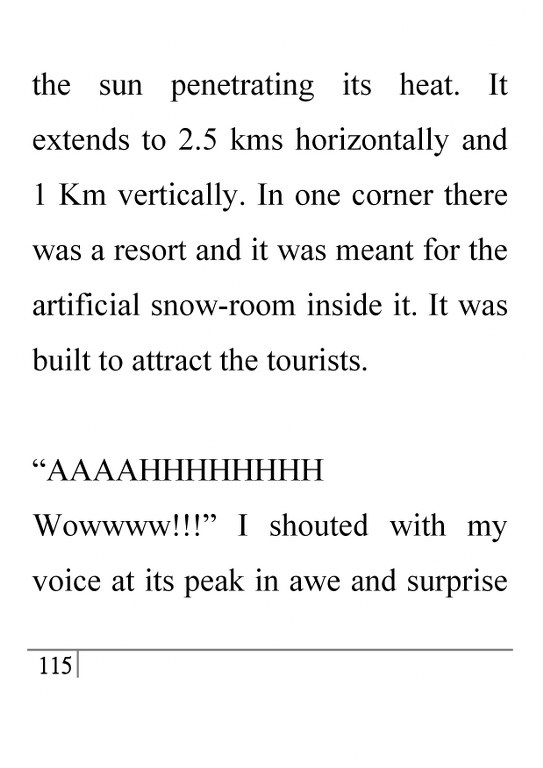 the sun penetrating its heat. It
extends to 2.5 kms horizontally and
1 Km vertically. In one corner there
was a resort and it was meant for the
artificial snow-room inside it. It was
built to attract the tourists.
“AAAAHHHHHHHH
Wowwww!!!” I shouted with my
voice at its peak in awe and surprise
115